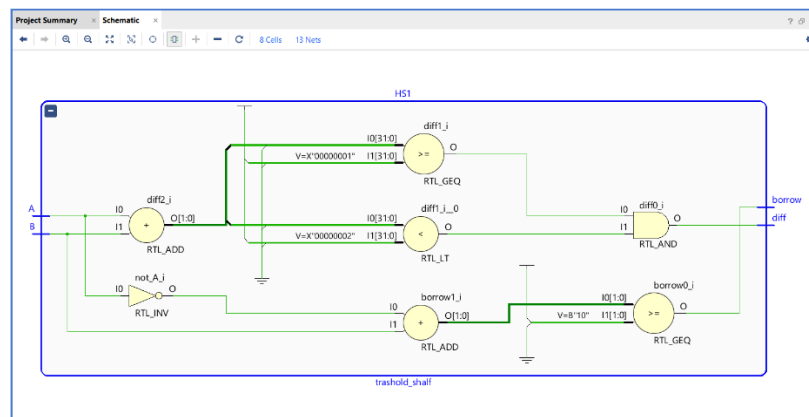 Project Summary × Schematic × ?
8 Cells 13 Nets
HS1
diff1_i
I0[31:0] O
V=X"00000001" I1[31:0] >=
RTL_GEQ
A B
diff2_i
I0 O[1:0]
I1 +
RTL_ADD
diff1_i__0
I0[31:0] O
V=X"00000002" I1[31:0] <
RTL_LT
diff0_i
I0 O
I1
RTL_AND
borrow
diff
not_A_i
I0 O
RTL_INV
borrow1_i
I0 O[1:0]
I1 +
RTL_ADD
borrow0_i
I0[1:0] O
V=B"10" I1[1:0] >=
RTL_GEQ
trashold_shalf